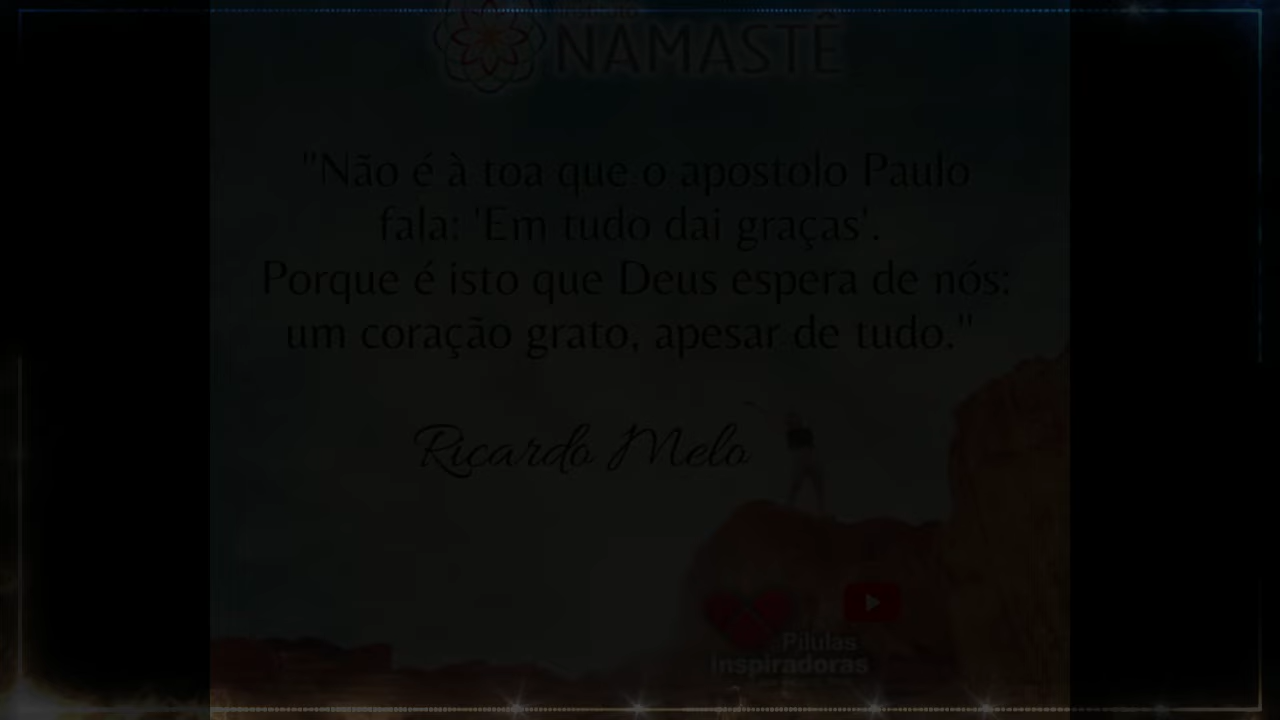 NAMASTÊ
"Não é à toa que o apostolo Paulo
fala: 'Em tudo dai graças'.
Porque é isto que Deus espera de nós:
um coração grato, apesar de tudo."
Ricardo Melo
Pílulas
Inspiradoras